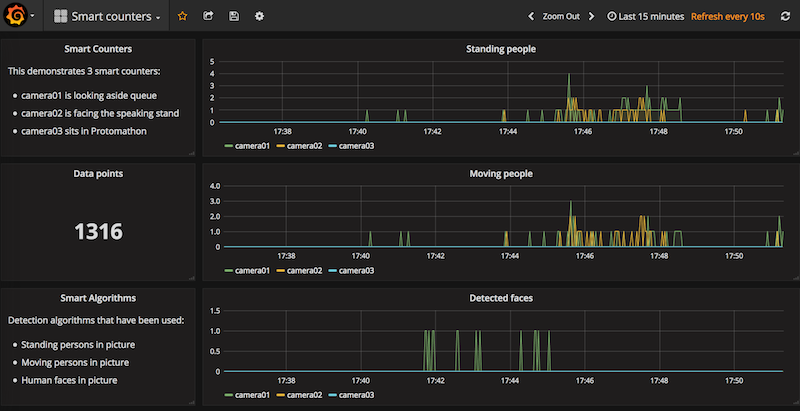 Smart counters
Zoom Out
Last 15 minutes
Refresh every 10s
Smart Counters
This demonstrates 3 smart counters:
• camera01 is looking aside queue
• camera02 is facing the speaking stand
• camera03 sits in Protomathon
Standing people
5
4
3
2
1
0
17:38 17:40 17:42 17:44 17:46 17:48 17:50
camera01 camera02 camera03
Data points
1316
Moving people
4.0
3.0
2.0
1.0
0
17:38 17:40 17:42 17:44 17:46 17:48 17:50
camera01 camera02 camera03
Smart Algorithms
Detection algorithms that have been used:
• Standing persons in picture
• Moving persons in picture
• Human faces in picture
Detected faces
1.5
1.0
0.5
0
17:38 17:40 17:42 17:44 17:46 17:48 17:50
camera01 camera02 camera03